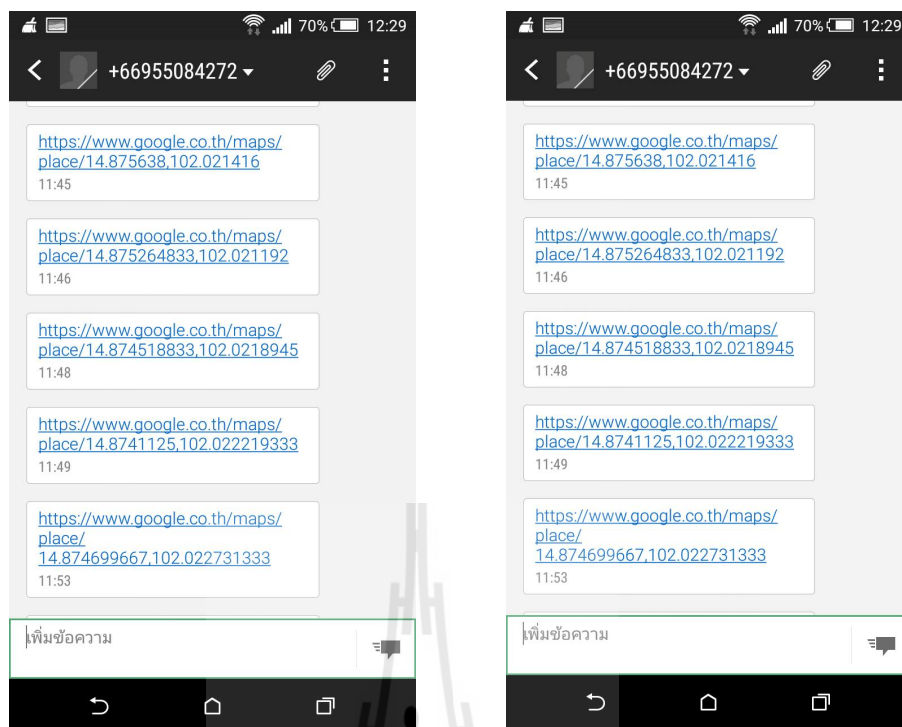 70% 12:29
+66955084272
https://www.google.co.th/maps/
place/14.875638,102.021416
11:45
https://www.google.co.th/maps/
place/14.875264833,102.021192
11:46
https://www.google.co.th/maps/
place/14.874518833,102.0218945
11:48
https://www.google.co.th/maps/
place/14.8741125,102.022219333
11:49
https://www.google.co.th/maps/
place/
14.874699667,102.022731333
11:53
เพิ่มข้อความ
70% 12:29
+66955084272
https://www.google.co.th/maps/
place/14.875638,102.021416
11:45
https://www.google.co.th/maps/
place/14.875264833,102.021192
11:46
https://www.google.co.th/maps/
place/14.874518833,102.0218945
11:48
https://www.google.co.th/maps/
place/14.8741125,102.022219333
11:49
https://www.google.co.th/maps/
place/
14.874699667,102.022731333
11:53
เพิ่มข้อความ